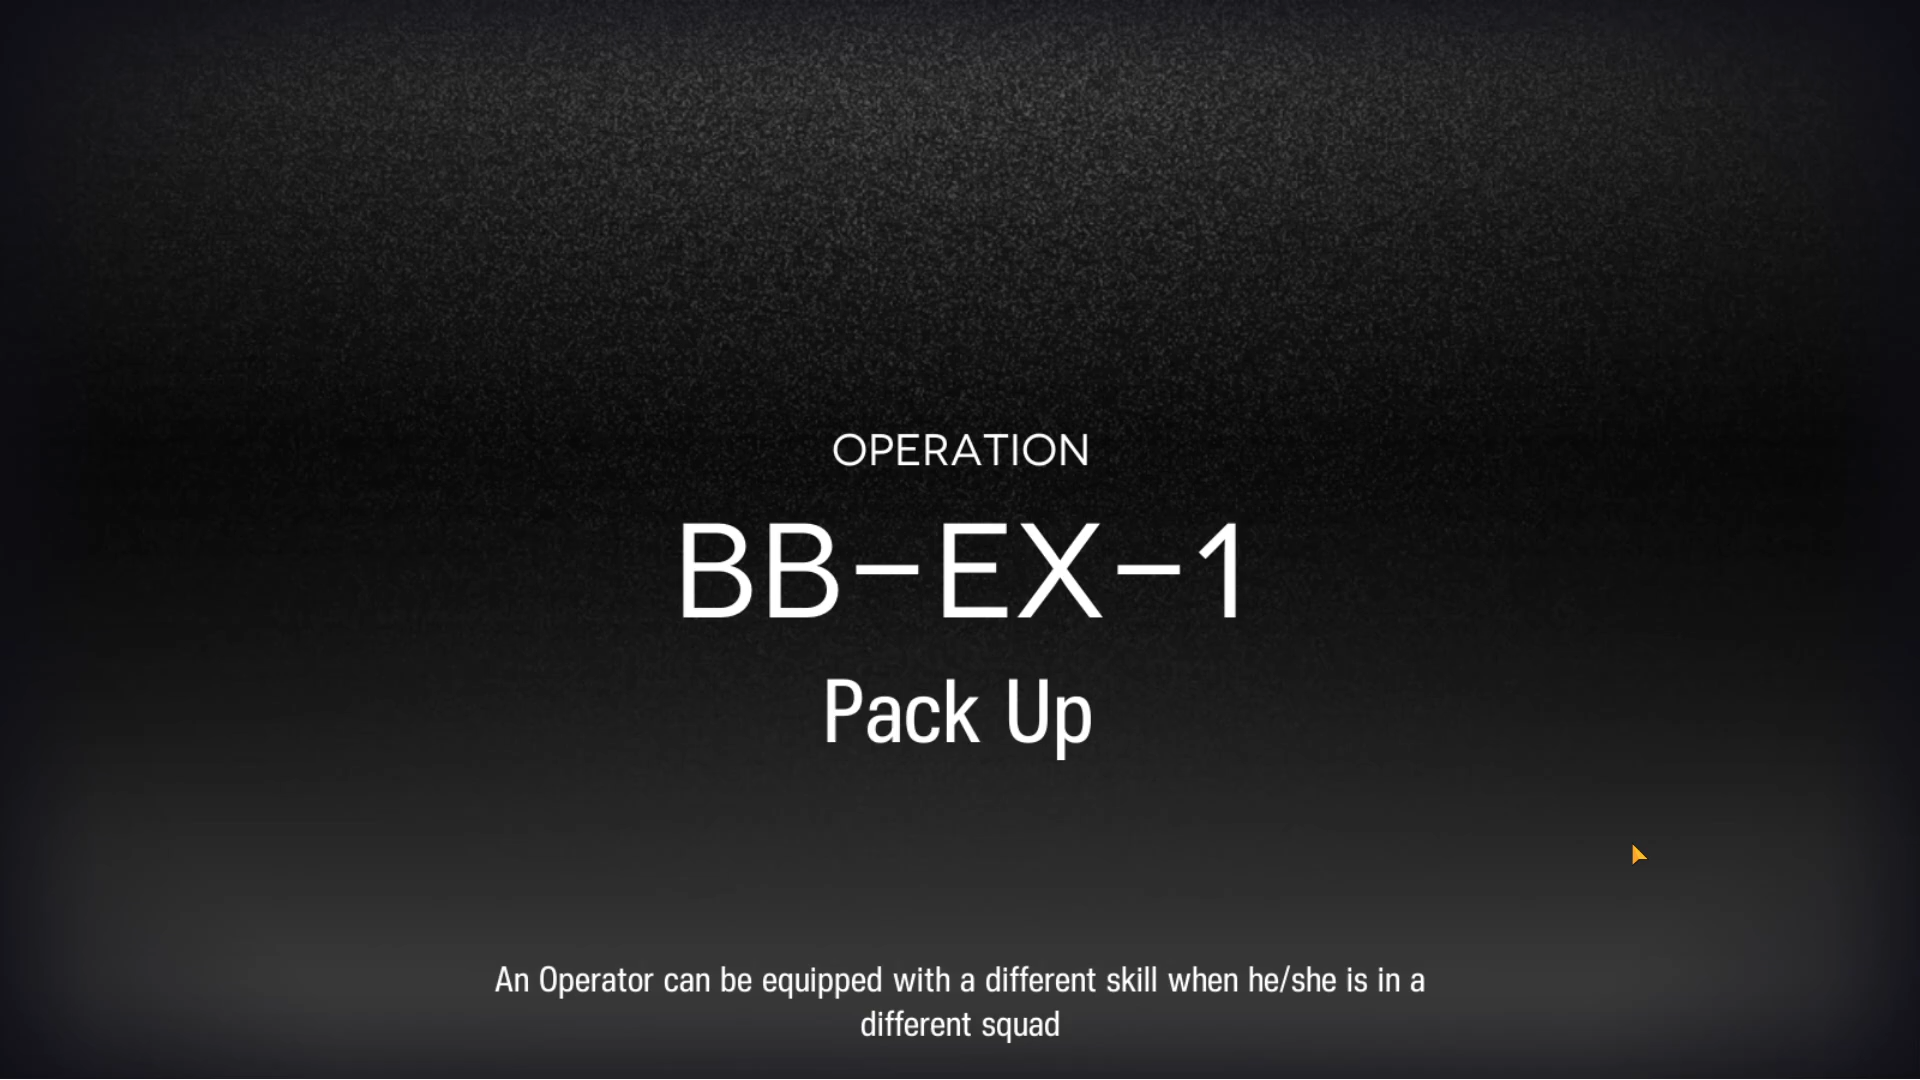 OPERATION
BB-EX-1
Pack Up
An Operator can be equipped with a different skill when he/she is in a
different squad